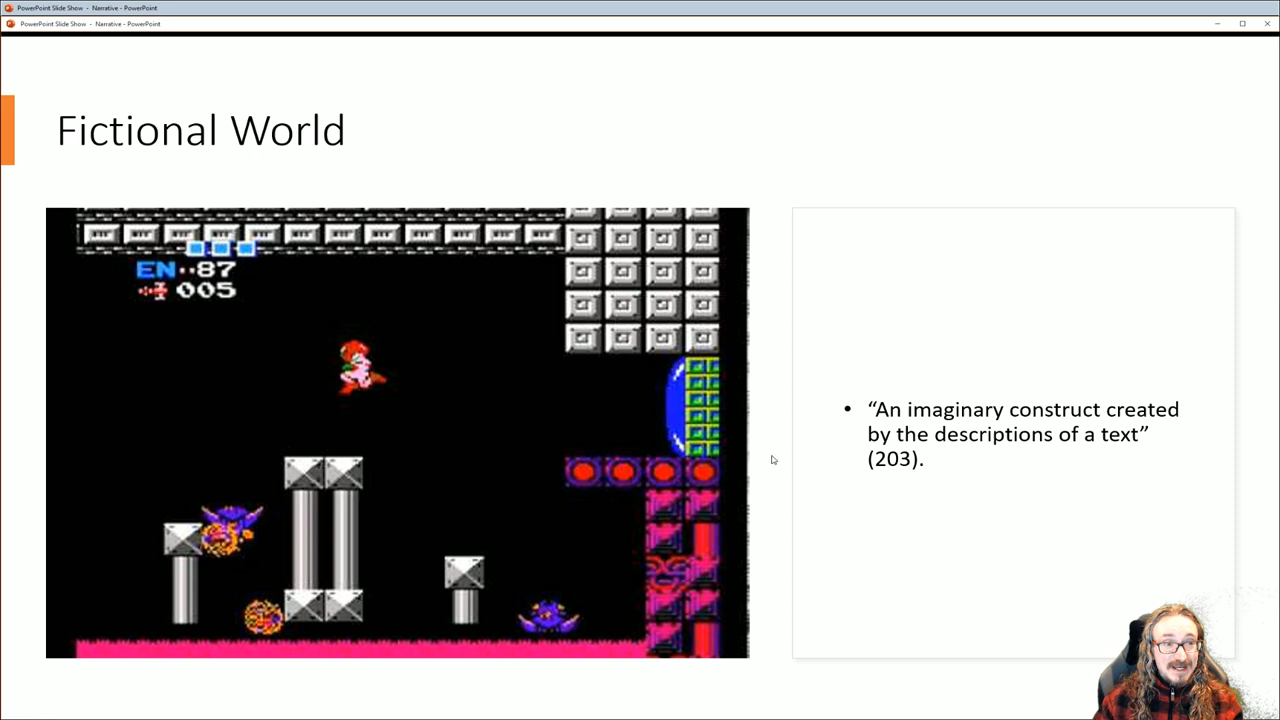 PowerPoint Slide Show - Narrative - PowerPoint
PowerPoint Slide Show - Narrative - PowerPoint
Fictional World
EN··87
005
• “An imaginary construct created
by the descriptions of a text”
(203).